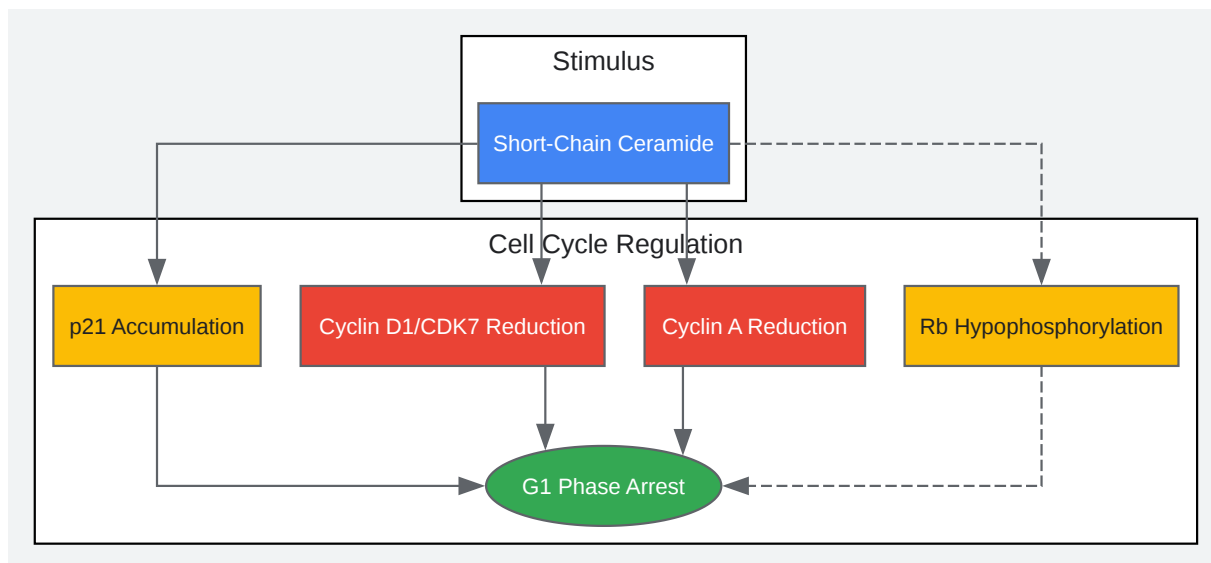 Stimulus
Short-Chain Ceramide
Cell Cycle Regulation
p21 Accumulation
Cyclin D1/CDK7 Reduction
Cyclin A Reduction
Rb Hypophosphorylation
G1 Phase Arrest